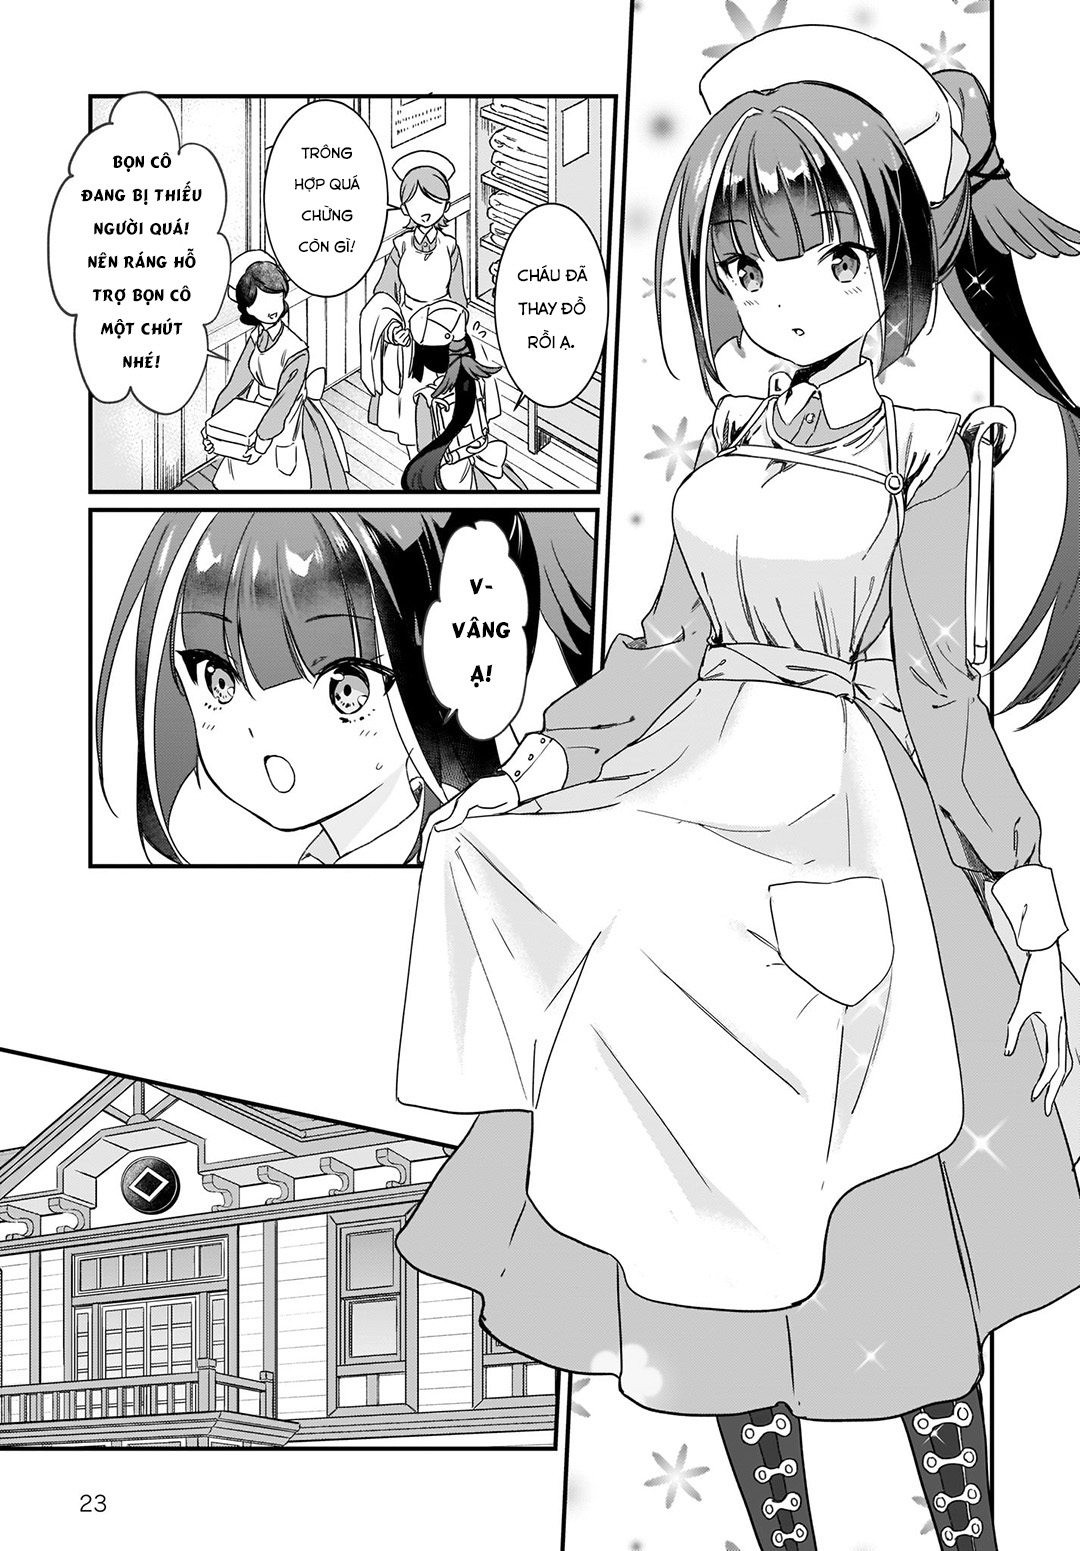 CHÁU ĐÃ
THAY ĐỒ
RỒI Ạ.
TRÔNG
HỢP QUÁ
CHỪNG
CÒN GÌ!
BỌN CÔ
ĐANG BỊ THIẾU
NGƯỜI QUÁ!
NÊN RÁNG HỖ
TRỢ BỌN CÔ
MỘT CHÚT
NHÉ!
V-
VÂNG
Ạ!
23